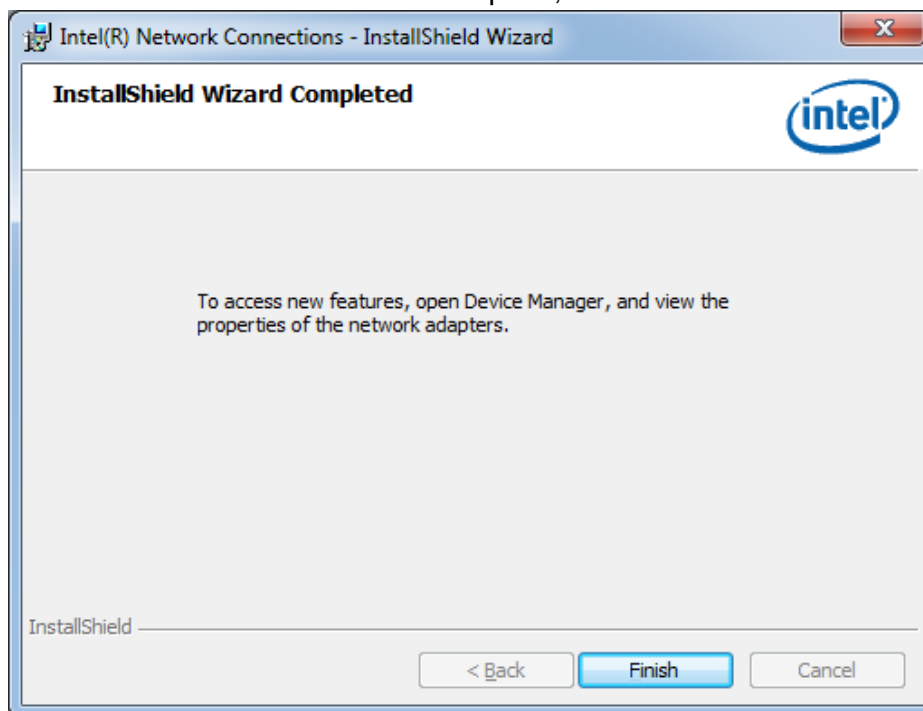 Intel(R) Network Connections - InstallShield Wizard
InstallShield Wizard Completed
intel
To access new features, open Device Manager, and view the
properties of the network adapters.
InstallShield
< Back
Finish
Cancel